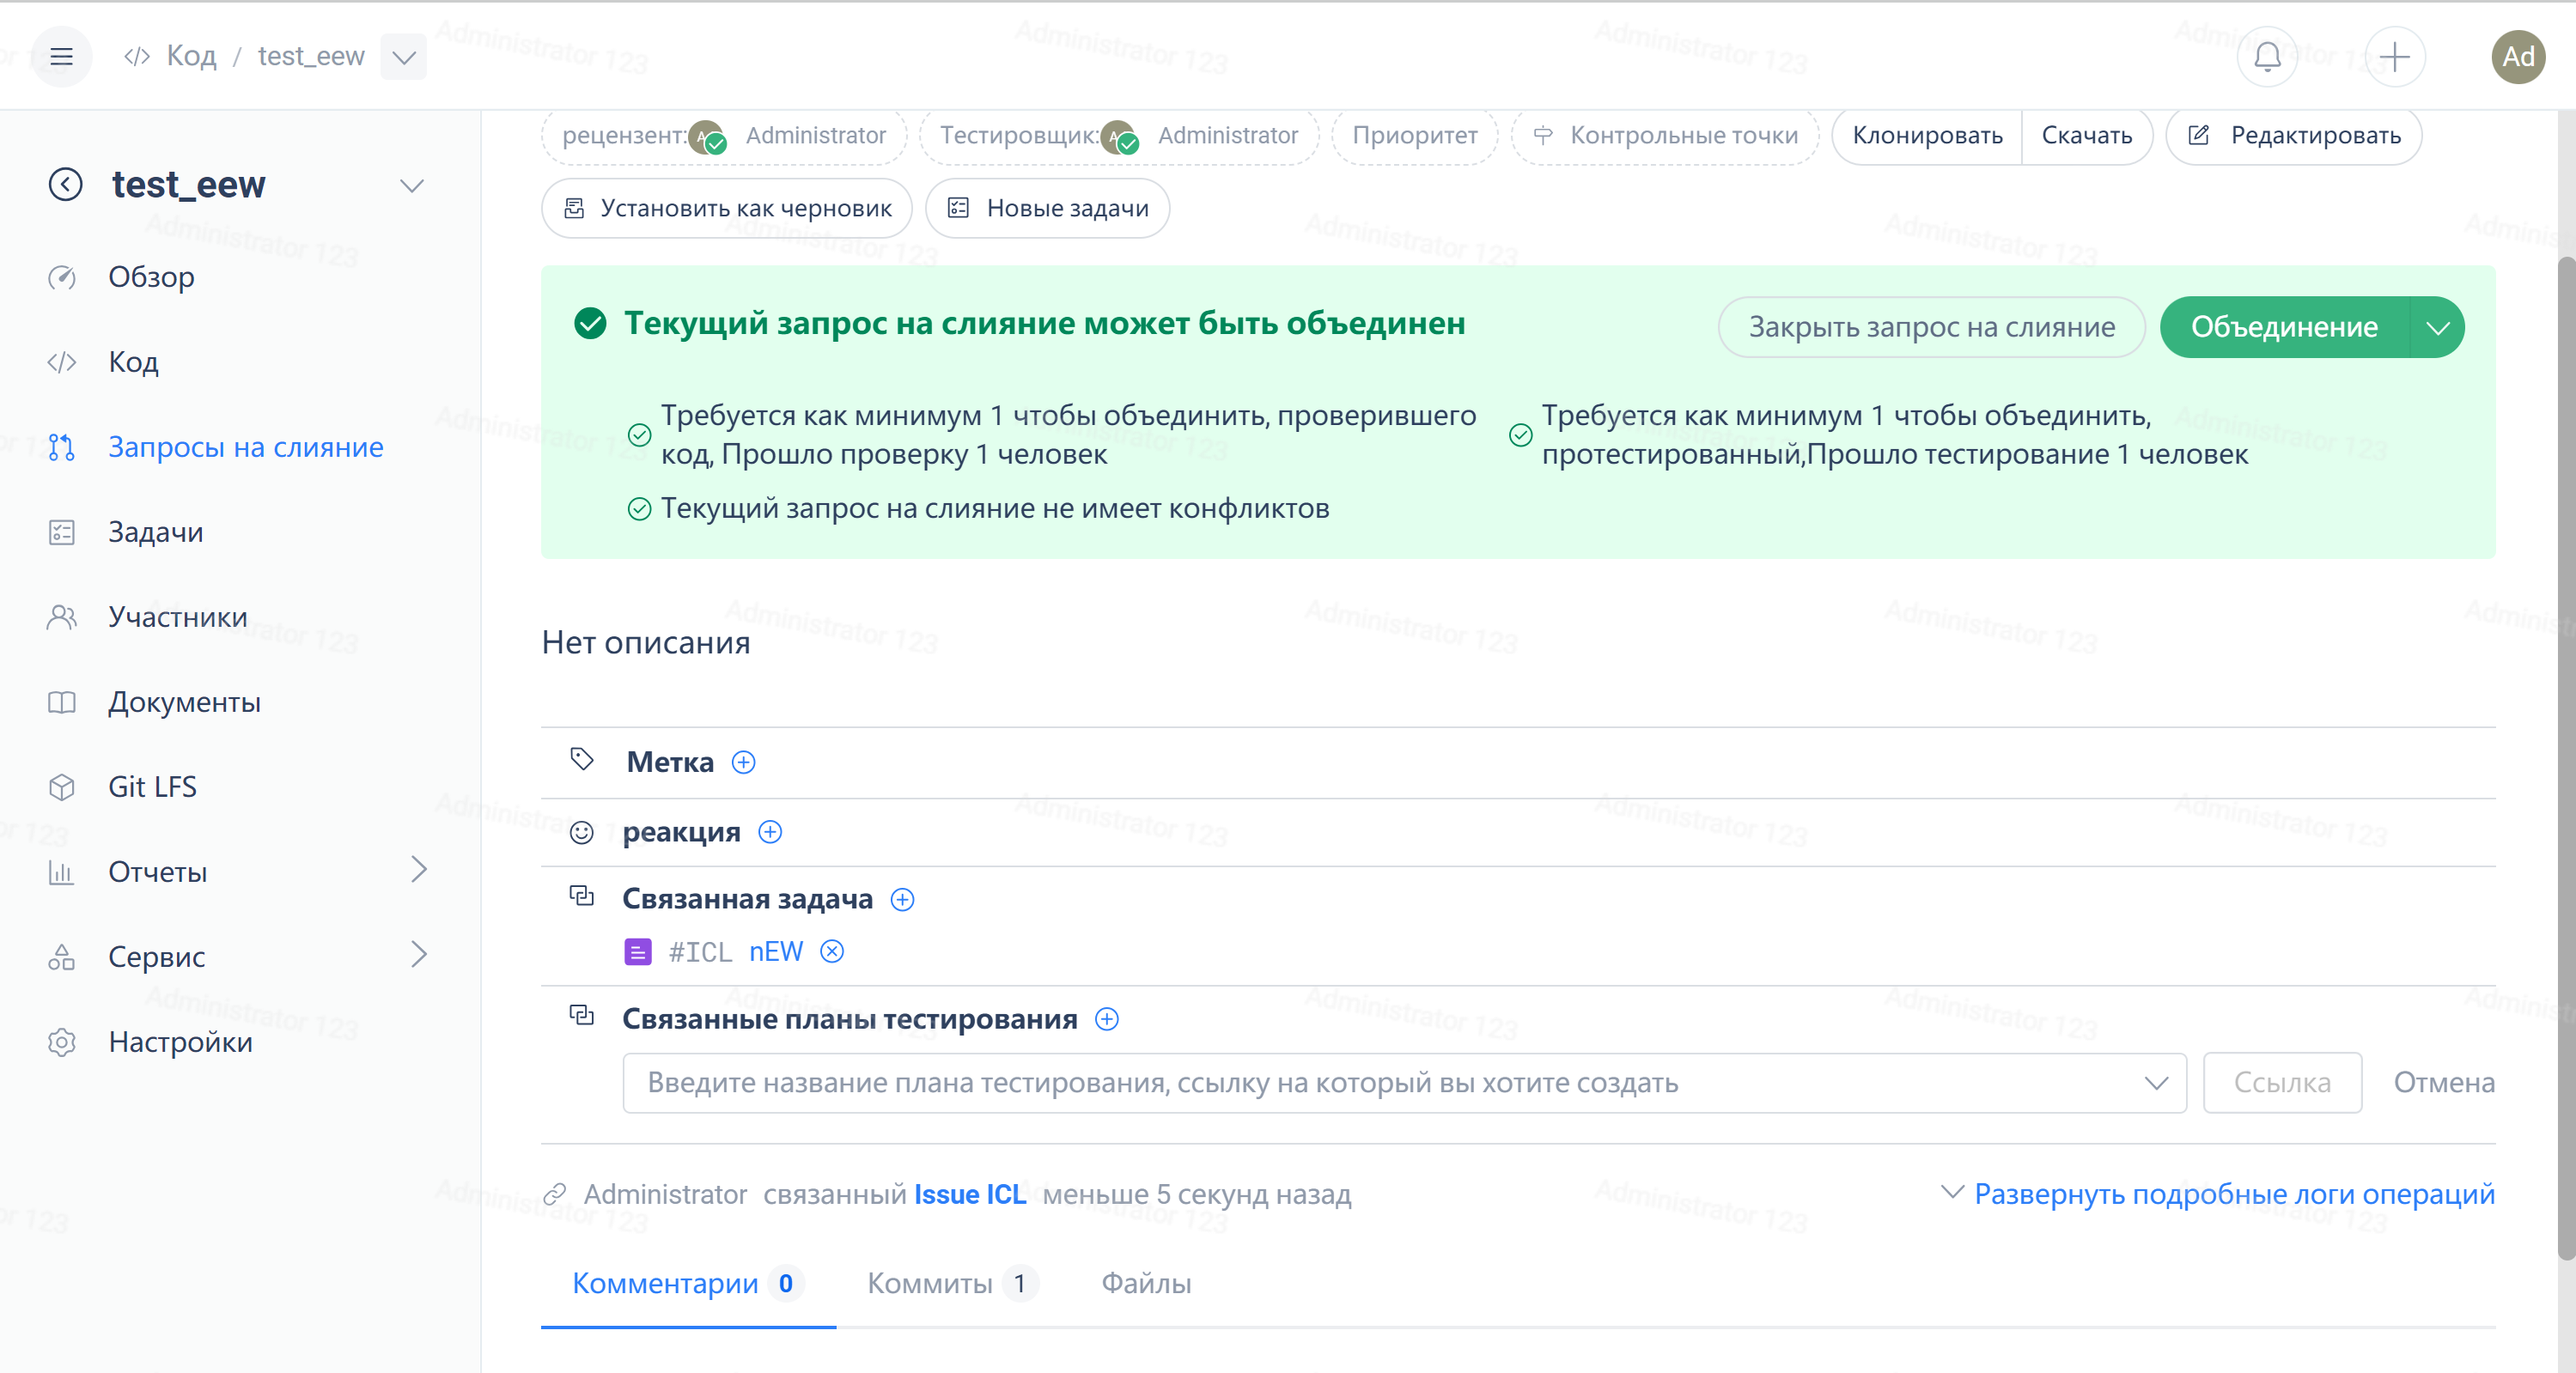 Код / test_eew
Ad
test_eew
Обзор
Код
Запросы на слияние
Задачи
Участники
Документы
Git LFS
Отчеты
Сервис
Настройки
рецензент: Administrator
Тестировщик: Administrator
Приоритет
Контрольные точки
Клонировать
Скачать
Редактировать
Установить как черновик
Новые задачи
Текущий запрос на слияние может быть объединен
Закрыть запрос на слияние
Объединение
Требуется как минимум 1 чтобы объединить, проверившего
код, Прошло проверку 1 человек
Требуется как минимум 1 чтобы объединить,
протестированный,Прошло тестирование 1 человек
Текущий запрос на слияние не имеет конфликтов
Нет описания
Метка
реакция
Связанная задача
#ICL nEW
Связанные планы тестирования
Введите название плана тестирования, ссылку на который вы хотите создать
Ссылка
Отмена
Administrator связанный Issue ICL меньше 5 секунд назад
Развернуть подробные логи операций
Комментарии 0
Коммиты 1
Файлы
Administrator 123